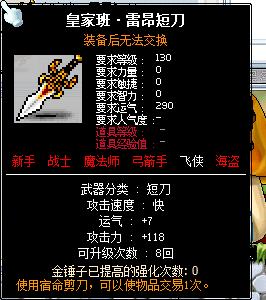 皇家班·雷昂短刀
装备后无法交换
要求等级： 130
要求力量： 0
要求敏捷： 0
要求智力： 0
要求运气： 290
要求人气度：-
道具等级： -
道具经验值： -
新手 战士 魔法师 弓箭手 飞侠 海盗
武器分类：短刀
攻击速度：快
运气：+7
攻击力：+118
可升级次数：8回
金锤子已提高的强化次数：0
使用宿命剪刀，可以使物品交易1次。